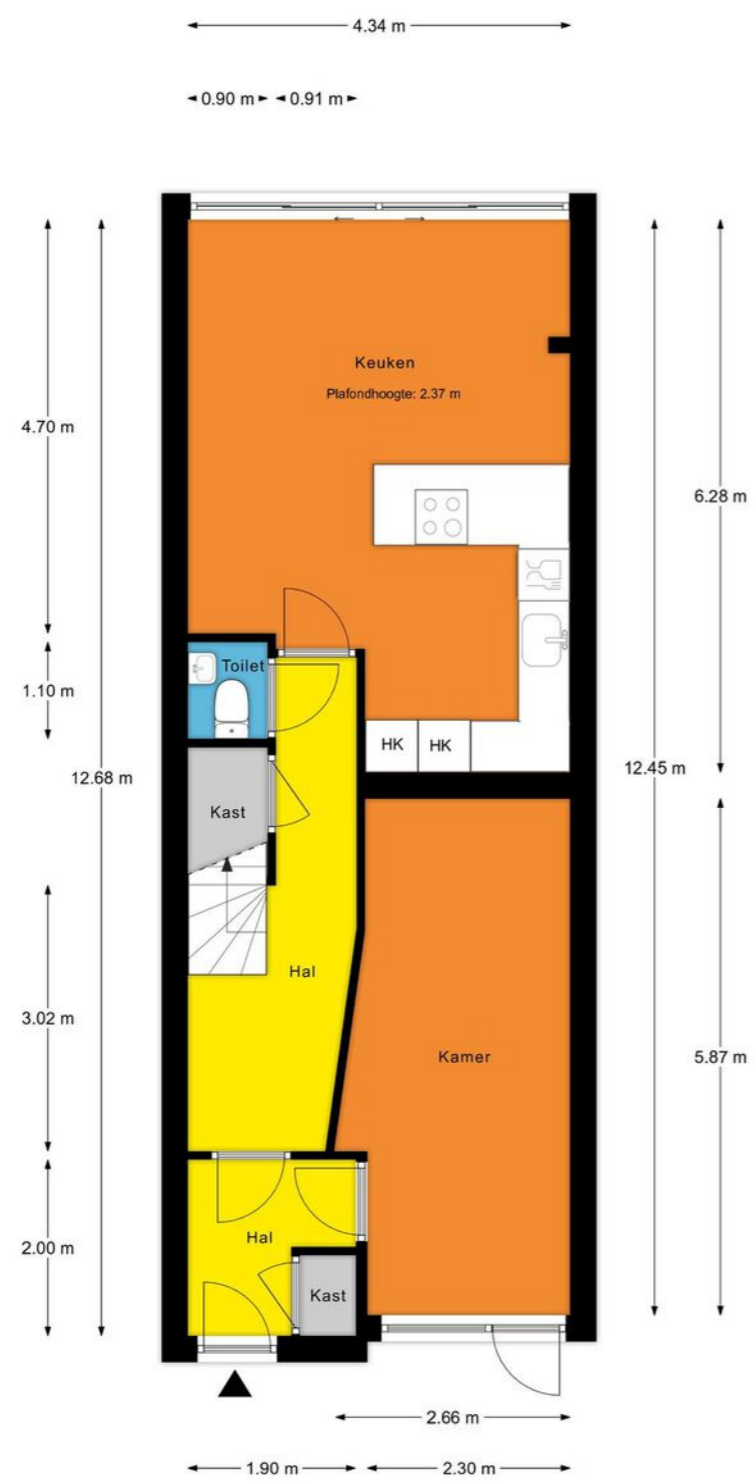 4.34 m
0.90 m
0.91 m
Keuken
Plafondhoogte: 2.37 m
4.70 m
6.28 m
Toilet
1.10 m
HK
HK
12.68 m
12.45 m
Kast
Hal
3.02 m
Kamer
5.87 m
Hal
2.00 m
Kast
2.66 m
1.90 m
2.30 m